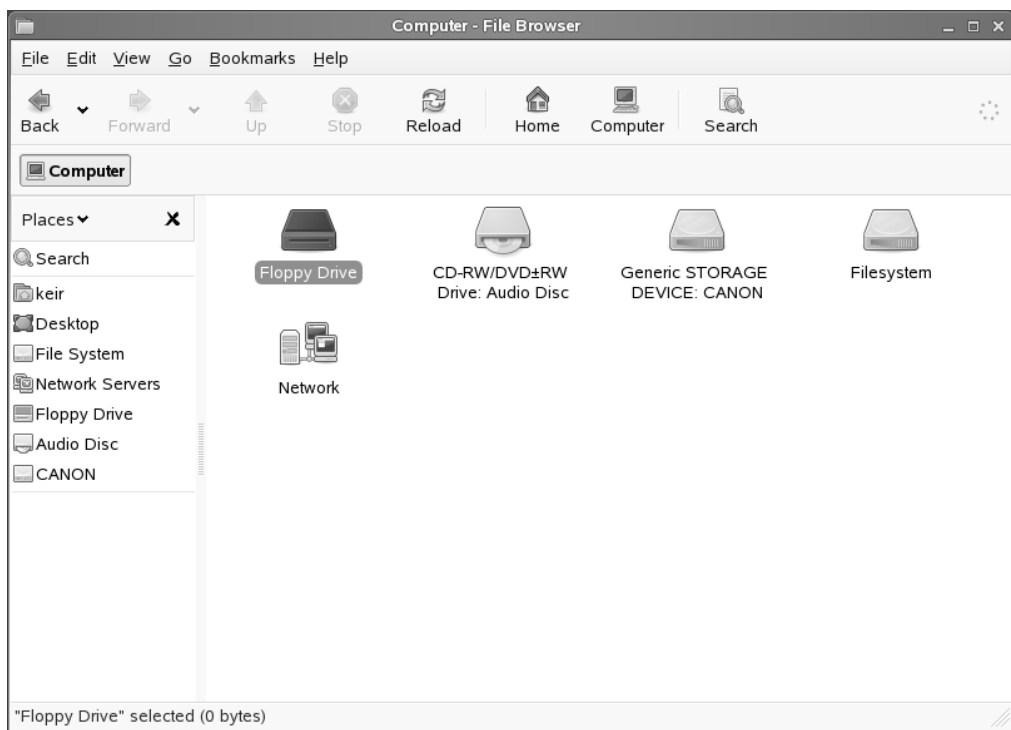 Computer - File Browser
File Edit View Go Bookmarks Help
Back Forward Up Stop Reload Home Computer Search
Computer
Places
Search
keir
Desktop
File System
Network Servers
Floppy Drive
Audio Disc
CANON
Floppy Drive
CD-RW/DVD±RW
Drive: Audio Disc
Generic STORAGE
DEVICE: CANON
Filesystem
Network
"Floppy Drive" selected (0 bytes)